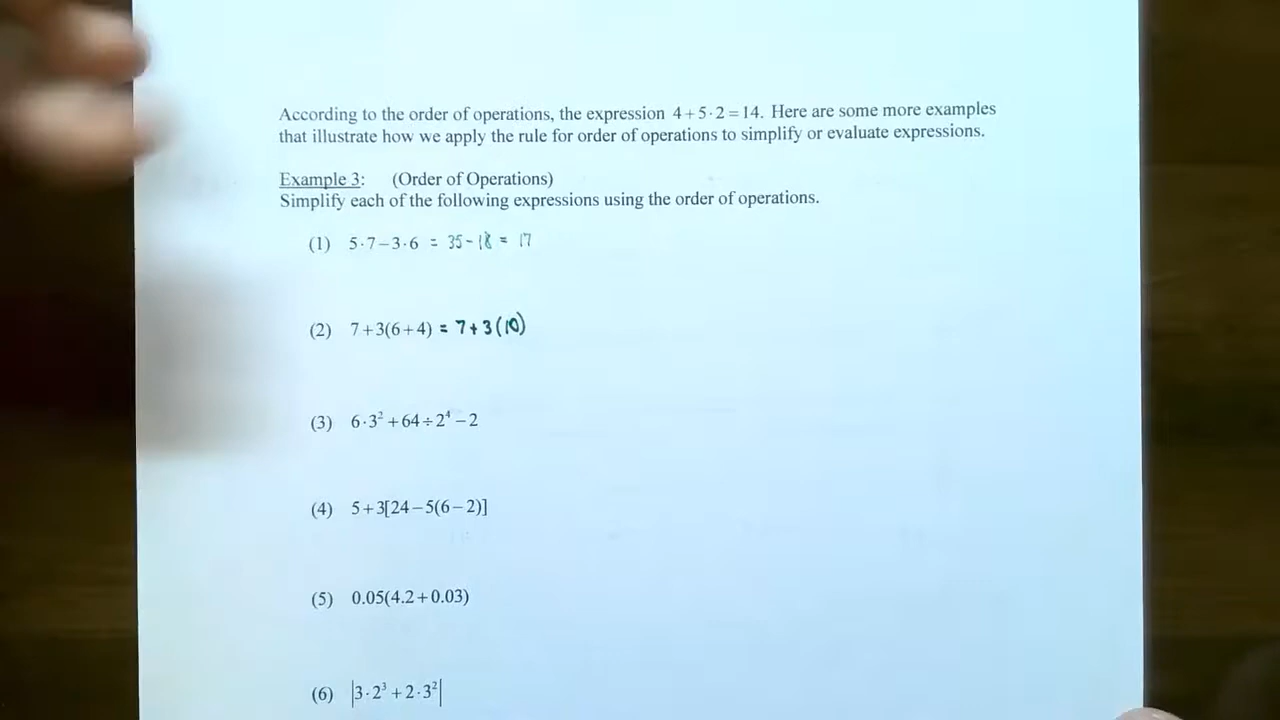 According to the order of operations, the expression 4+5·2=14. Here are some more examples
that illustrate how we apply the rule for order of operations to simplify or evaluate expressions.
Example 3: (Order of Operations)
Simplify each of the following expressions using the order of operations.
(1) 5·7−3·6 = 35-18 = 17
(2) 7+3(6+4) = 7+3(10)
(3) 6·3²+64÷2⁴−2
(4) 5+3[24−5(6−2)]
(5) 0.05(4.2+0.03)
(6) |3·2³+2·3²|